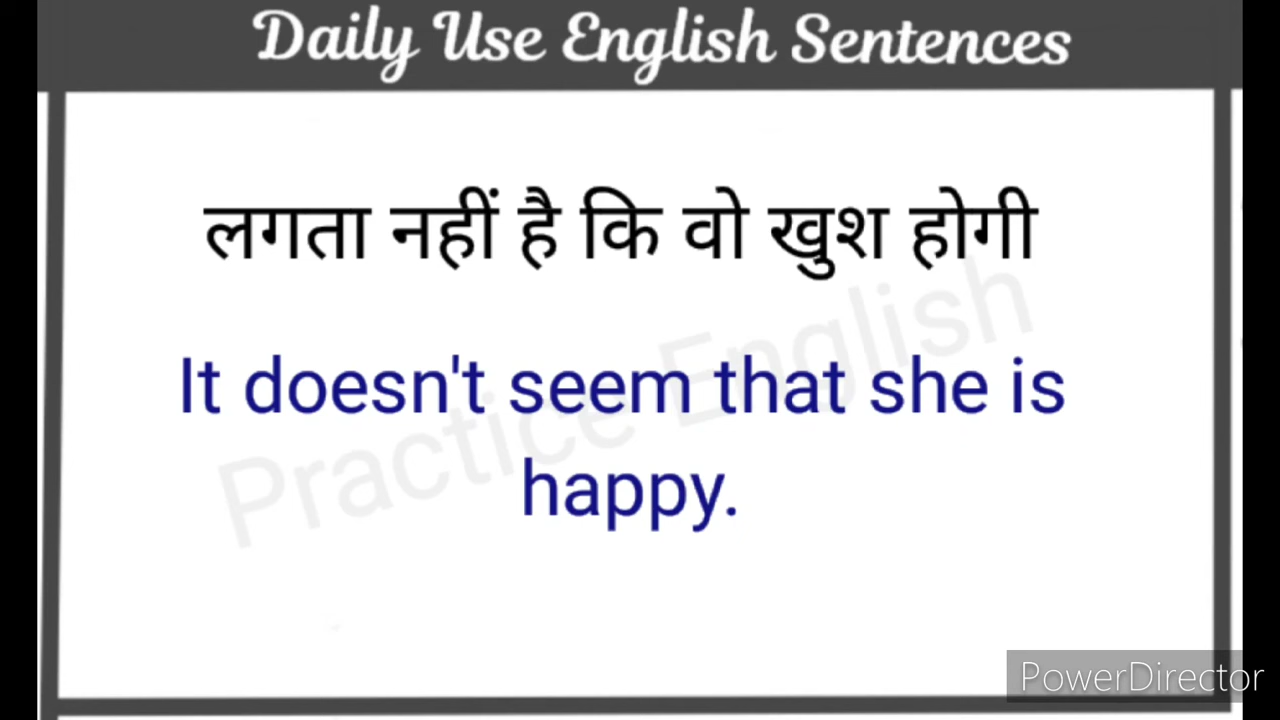 Daily Use English Sentences
लगता नहीं है कि वो खुश होगी
It doesn't seem that she is
happy.
Practice English
PowerDirector